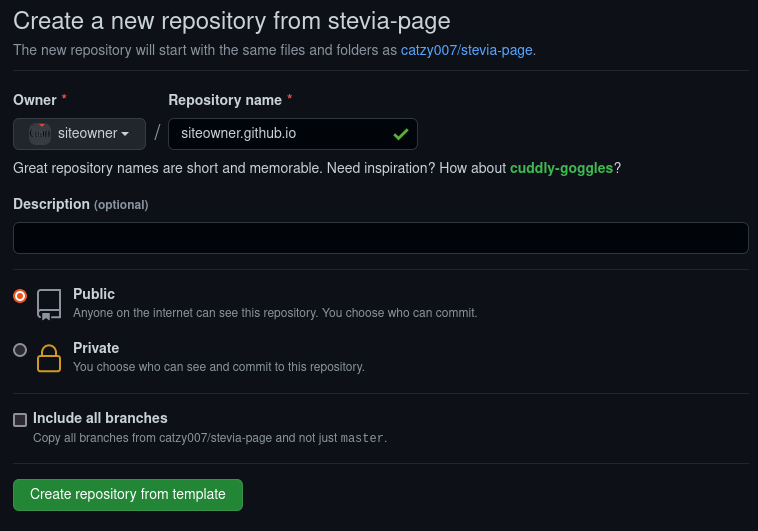 Create a new repository from stevia-page
The new repository will start with the same files and folders as catzy007/stevia-page.
Owner * Repository name *
siteowner / siteowner.github.io
Great repository names are short and memorable. Need inspiration? How about cuddly-goggles?
Description (optional)
Public
Anyone on the internet can see this repository. You choose who can commit.
Private
You choose who can see and commit to this repository.
Include all branches
Copy all branches from catzy007/stevia-page and not just master.
Create repository from template